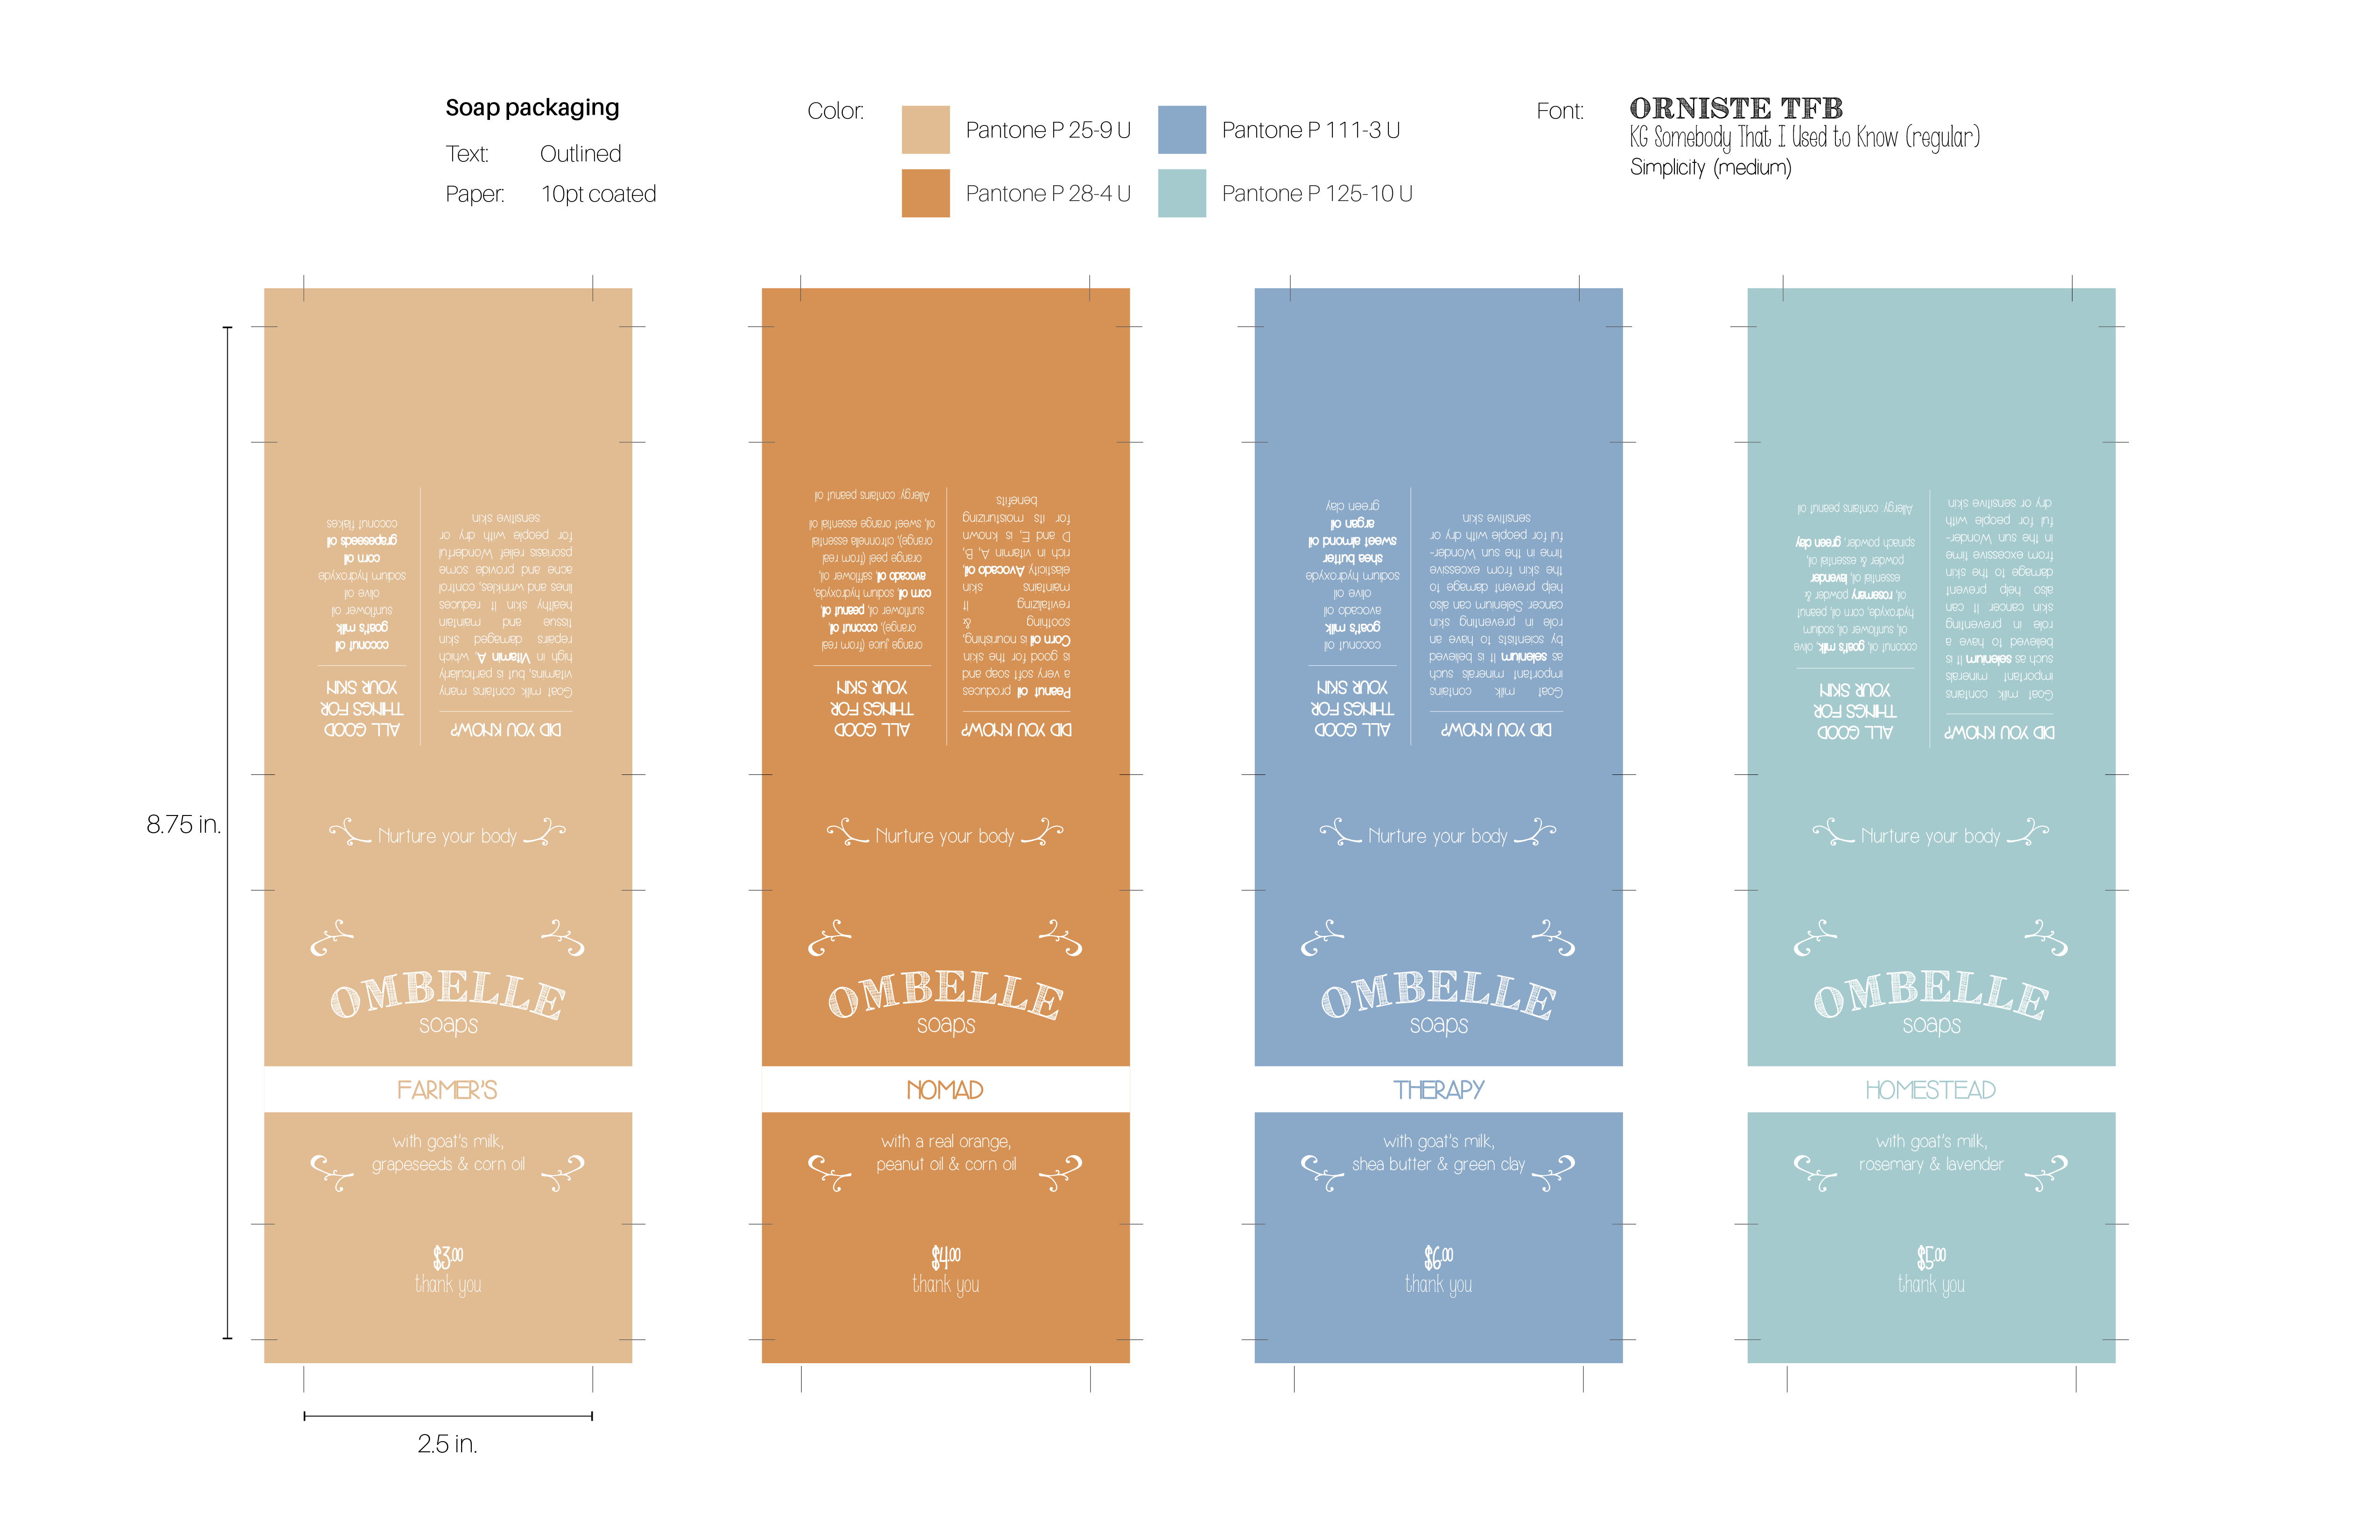 Soap packaging
Text: Outlined
Paper: 10pt coated
Color:
Pantone P 25-9 U
Pantone P 28-4 U
Pantone P 111-3 U
Pantone P 125-10 U
Font:
ORNISTE TFB
KG Somebody That I Used to Know (regular)
Simplicity (medium)
8.75 in.
DID YOU KNOW?
Goat milk contains many
vitamins, but is particularly
high in Vitamin A, which
repairs damaged skin
tissue and maintain
healthy skin It reduces
lines and wrinkles, control
acne and provide some
psoriasis relief Wonderful
for people with dry or
sensitive skin
ALL GOOD
THINGS FOR
YOUR SKIN
coconut oil
goat's milk
sunflower oil
olive oil
sodium hydroxyde
corn oil
grapeseeds oil
coconut flakes
Nurture your body
OMBELLE
soaps
FARMER'S
with goat's milk,
grapeseeds & corn oil
$3.00
thank you
2.5 in.
DID YOU KNOW?
Peanut oil produces
a very soft soap and
is good for the skin
Corn oil is nourishing,
soothing &
revitalizing It
maintains skin
elasticity Avocado oil,
rich in vitamin A, B,
D and E, is known
for its moisturizing
benefits
ALL GOOD
THINGS FOR
YOUR SKIN
orange juice (from real
orange), coconut oil,
sunflower oil, peanut oil,
corn oil, sodium hydroxyde,
avocado oil, safflower oil,
orange peel (from real
orange), citronnella essential
oil, sweet orange essential oil
Allergy: contains peanut oil
Nurture your body
OMBELLE
soaps
NOMAD
with a real orange,
peanut oil & corn oil
$4.00
thank you
DID YOU KNOW?
Goat milk contains
important minerals such
as selenium It is believed
by scientists to have an
role in preventing skin
cancer. Selenium can also
help prevent damage to
the skin from excessive
time in the sun Wonder-
ful for people with dry or
sensitive skin
ALL GOOD
THINGS FOR
YOUR SKIN
coconut oil
goat's milk
avocado oil
olive oil
sodium hydroxyde
shea butter
sweet almond oil
argan oil
green clay
Nurture your body
OMBELLE
soaps
THERAPY
with goat's milk,
shea butter & green clay
$6.00
thank you
DID YOU KNOW?
Goat milk contains
important minerals
such as selenium It is
believed to have a
role in preventing
skin cancer It can
also help prevent
damage to the skin
from excessive time
in the sun Wonder-
ful for people with
dry or sensitive skin
ALL GOOD
THINGS FOR
YOUR SKIN
coconut oil, goat's milk, olive
oil, sunflower oil, sodium
hydroxyde, corn oil, peanut
oil, rosemary powder &
essential oil, lavender
powder & essential oil,
spinach powder, green clay
Allergy: contains peanut oil
Nurture your body
OMBELLE
soaps
HOMESTEAD
with goat's milk,
rosemary & lavender
$5.00
thank you